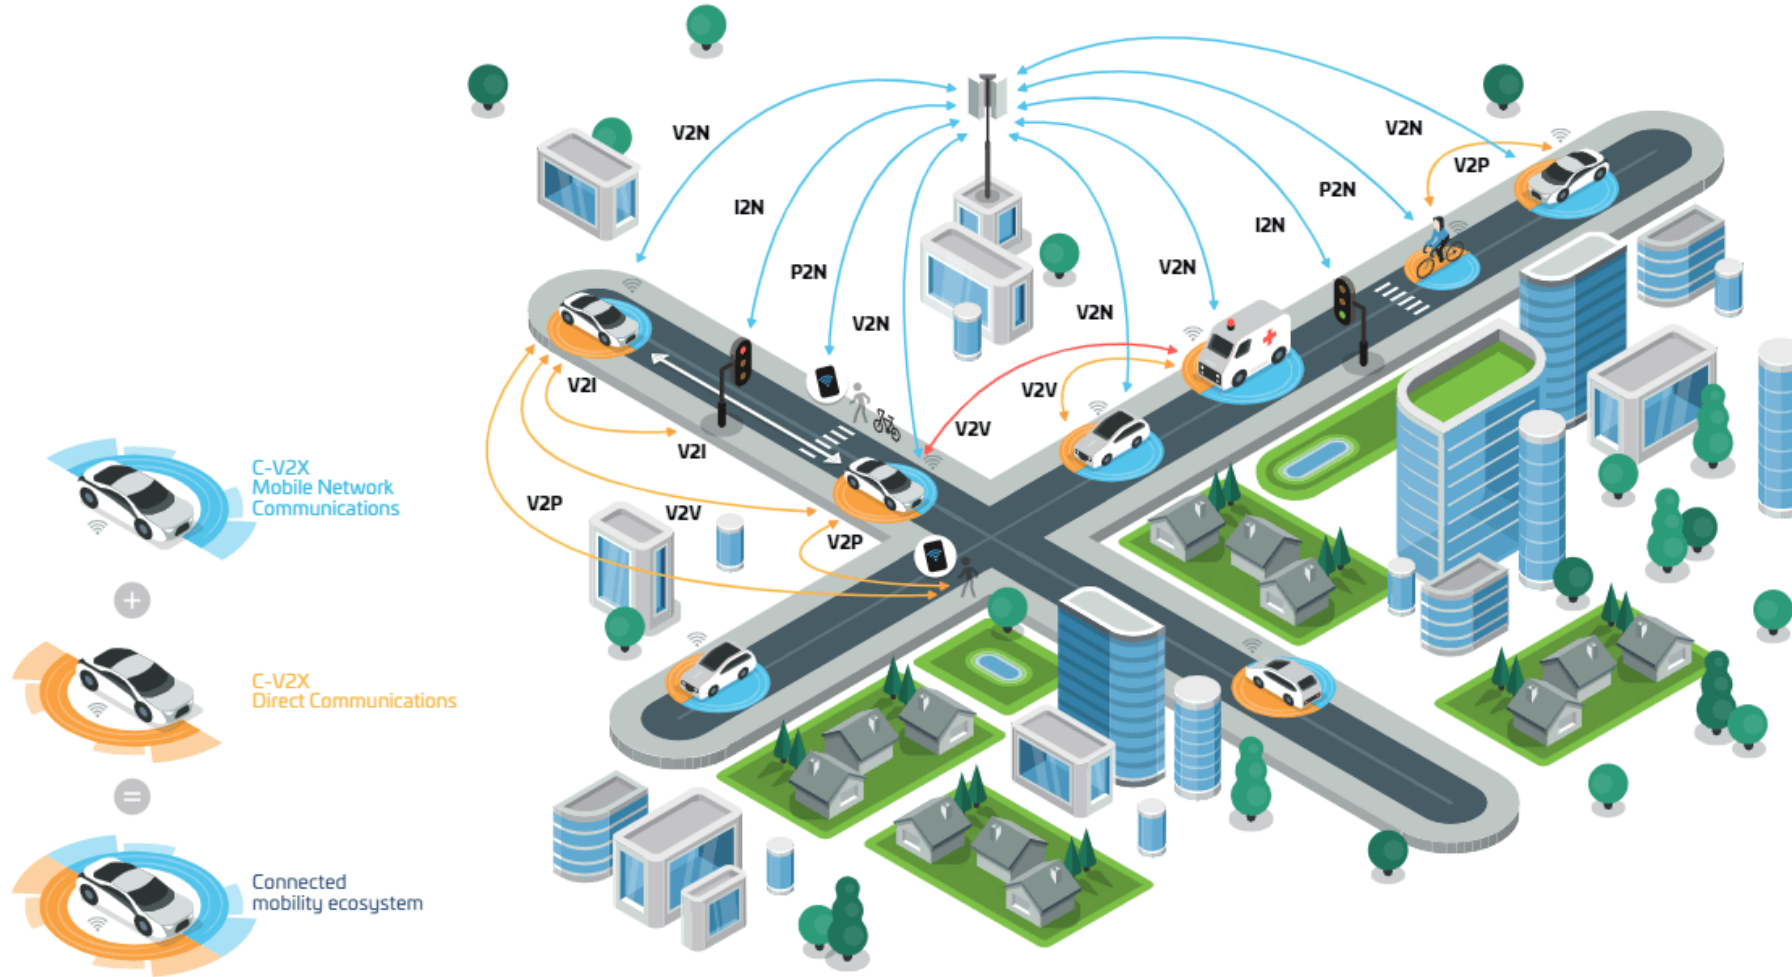 V2N
V2N
V2P
P2N
I2N
I2N
P2N
V2N
V2N
V2N
V2I
V2V
V2V
V2I
C-V2X
Mobile Network
Communications
V2P
V2V
V2P
+
C-V2X
Direct Communications
=
Connected
mobility ecosystem